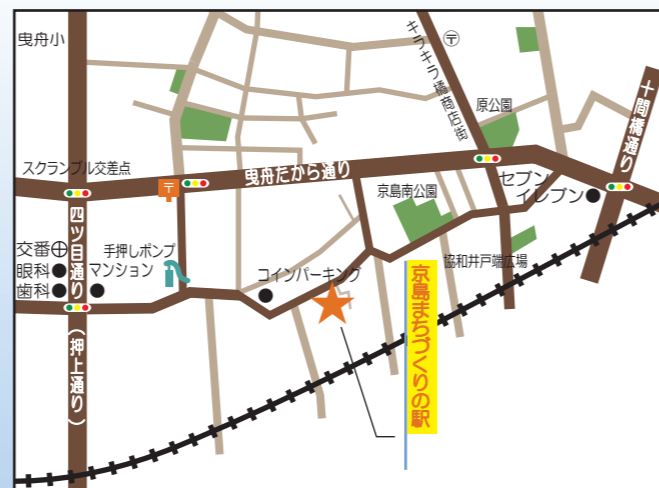 曳舟小
〒
キラキラ橘商店街
原公園
十間橋通り
スクランブル交差点
〒
曳舟たから通り
京島南公園
セブン
イレブン
四ツ目通り
(押上通り)
交番
眼科
歯科
手押しポンプ
マンション
コインパーキング
協和井戸端広場
京島まちづくりの駅